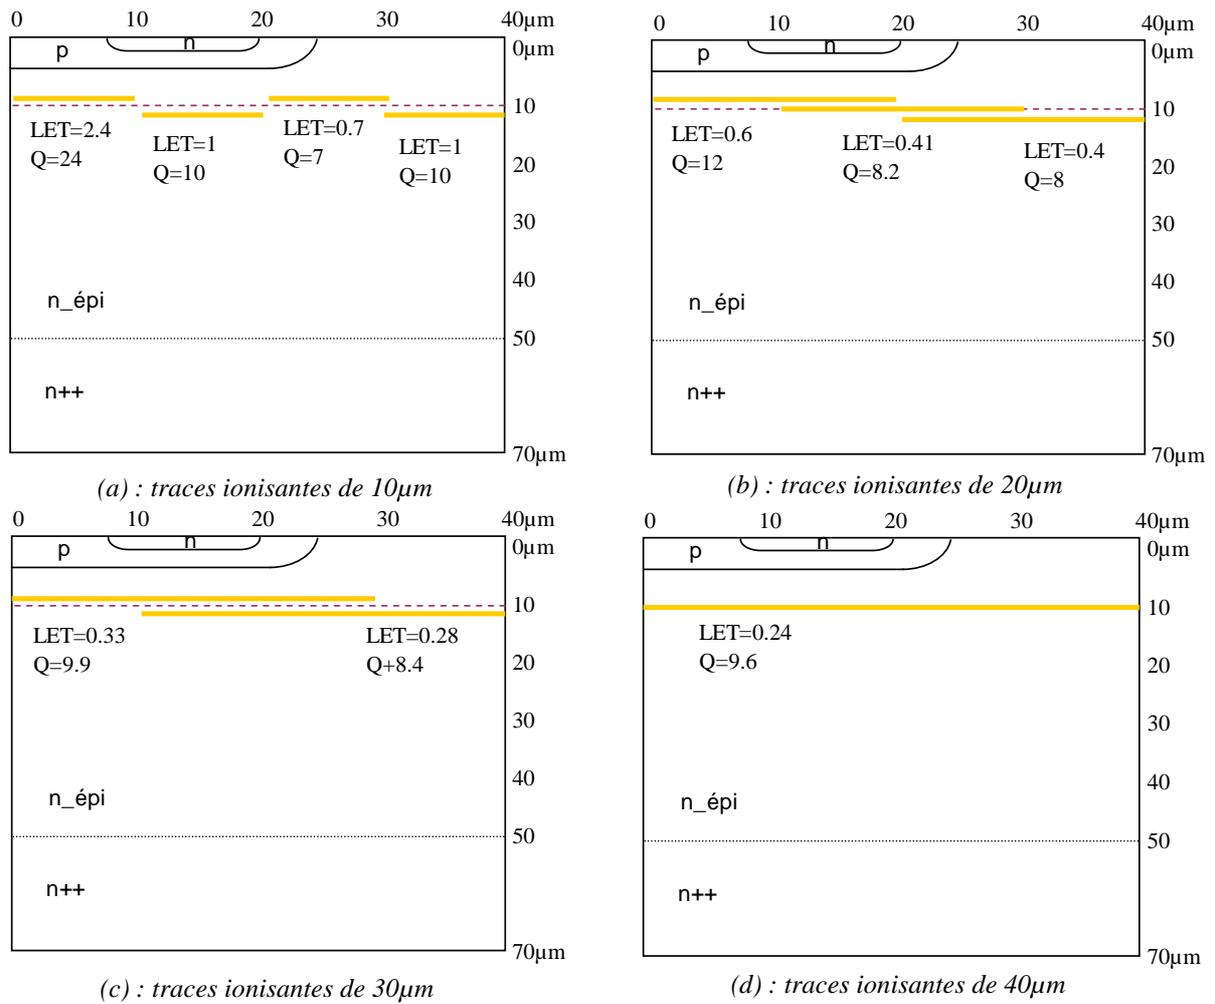 0 10 20 30 40µm
0µm
p n
10
LET=2.4
Q=24
LET=1
Q=10
LET=0.7
Q=7
LET=1
Q=10
20
30
40
n_épi
50
n++
70µm
(a) : traces ionisantes de 10µm
0 10 20 30 40µm
0µm
p n
10
LET=0.6
Q=12
LET=0.41
Q=8.2
LET=0.4
Q=8
20
30
40
n_épi
50
n++
70µm
(b) : traces ionisantes de 20µm
0 10 20 30 40µm
0µm
p n
10
LET=0.33
Q=9.9
LET=0.28
Q+8.4
20
30
40
n_épi
50
n++
70µm
(c) : traces ionisantes de 30µm
0 10 20 30 40µm
0µm
p n
10
LET=0.24
Q=9.6
20
30
40
n_épi
50
n++
70µm
(d) : traces ionisantes de 40µm